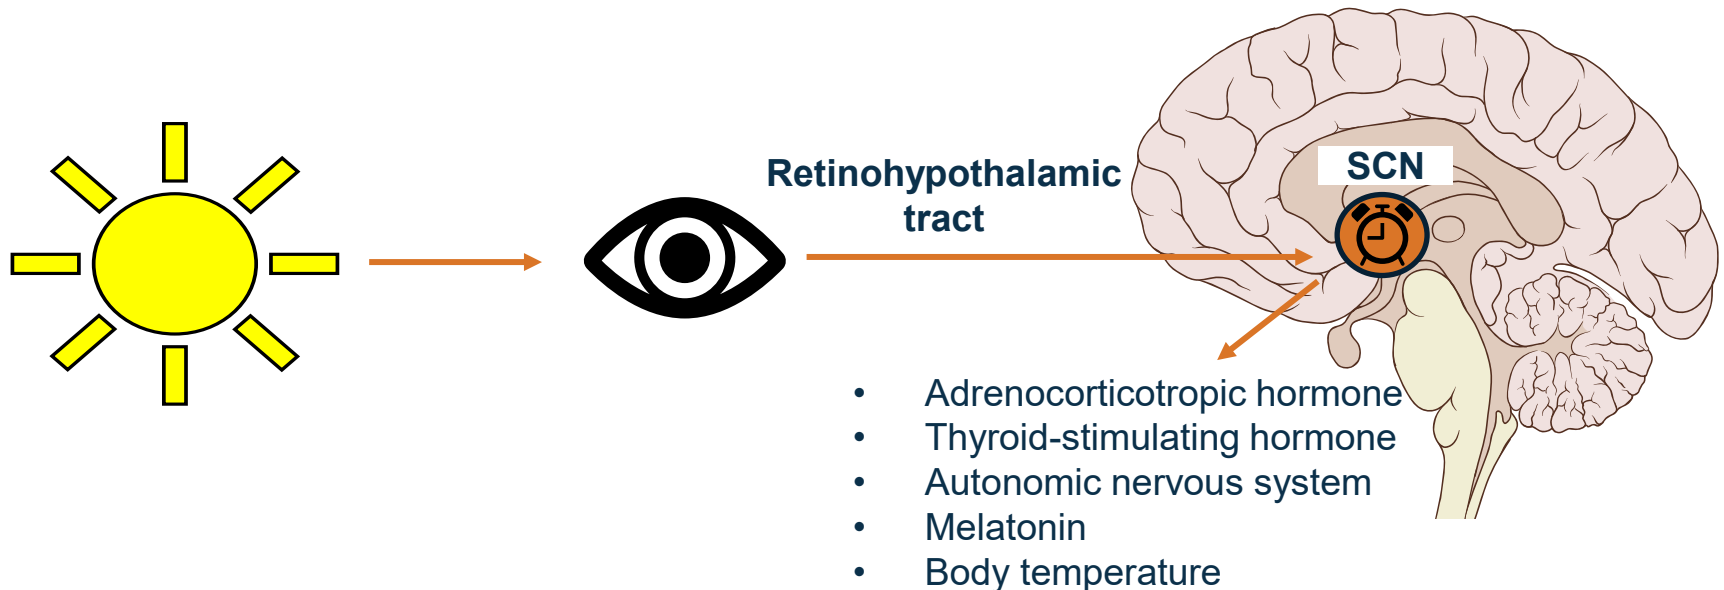 Retinohypothalamic
tract
SCN
• Adrenocorticotropic hormone
• Thyroid-stimulating hormone
• Autonomic nervous system
• Melatonin
• Body temperature